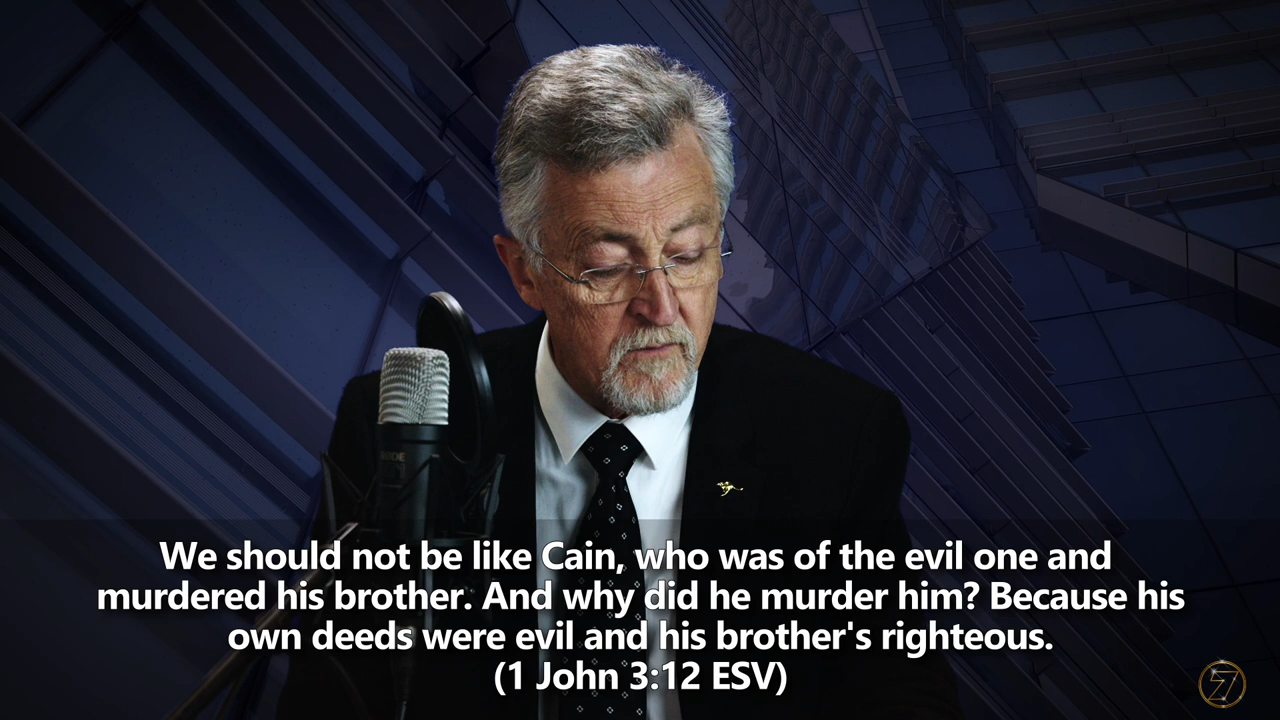 We should not be like Cain, who was of the evil one and
murdered his brother. And why did he murder him? Because his
own deeds were evil and his brother's righteous.
(1 John 3:12 ESV)